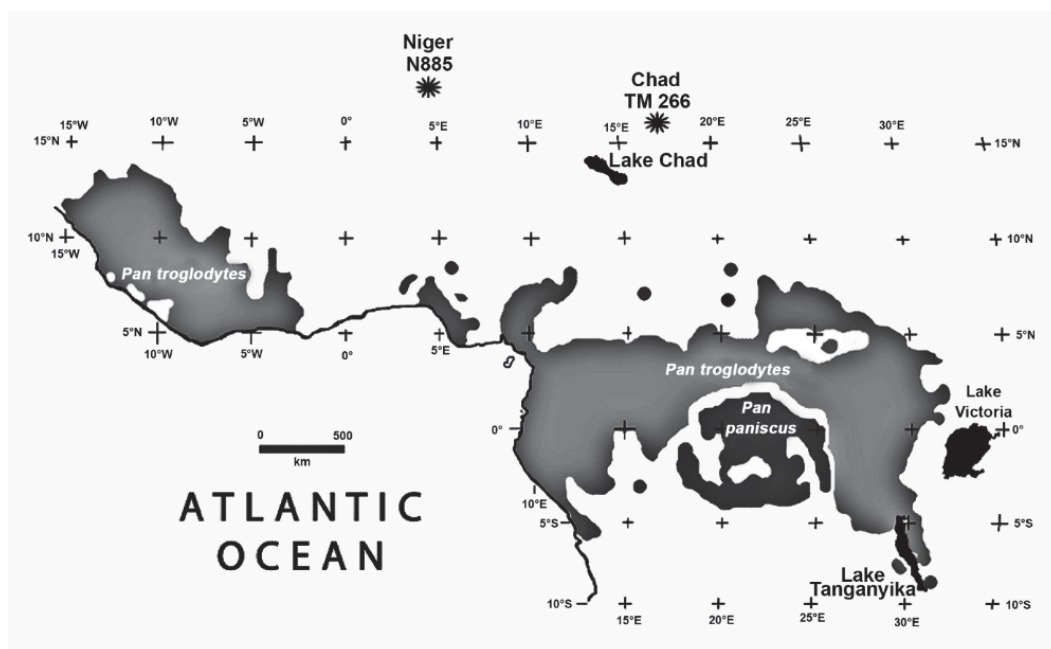 Niger
N885
Chad
TM 266
15°W
10°W
5°W
0°
5°E
10°E
15°E
20°E
25°E
30°E
15°N
15°N
Lake Chad
10°N
15°W
10°N
Pan troglodytes
5°N
10°W
5°W
0°
5°E
5°N
Pan troglodytes
Pan
paniscus
Lake
Victoria
0°
0°
0
500
km
10°E
5°S
5°S
ATLANTIC
OCEAN
Lake
Tanganyika
10°S
15°E
20°E
25°E
30°E
10°S